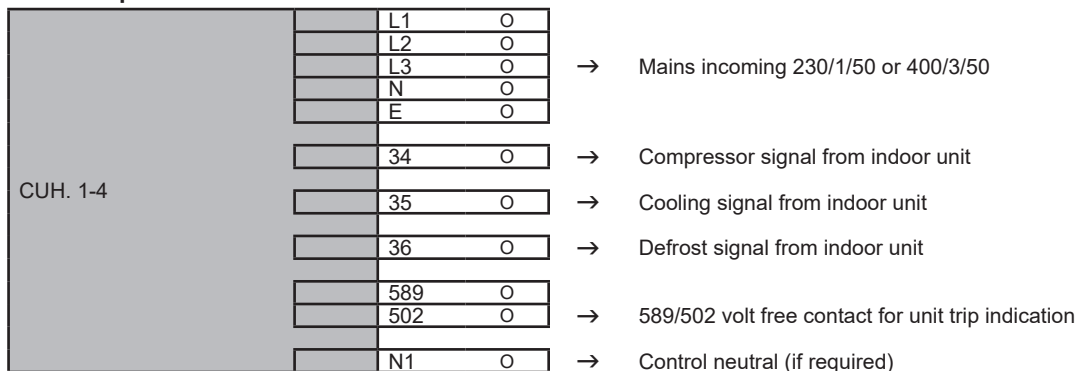 L1 O
L2 O
L3 O → Mains incoming 230/1/50 or 400/3/50
N O
E O
34 O → Compressor signal from indoor unit
CUH. 1-4
35 O → Cooling signal from indoor unit
36 O → Defrost signal from indoor unit
589 O
502 O → 589/502 volt free contact for unit trip indication
N1 O → Control neutral (if required)